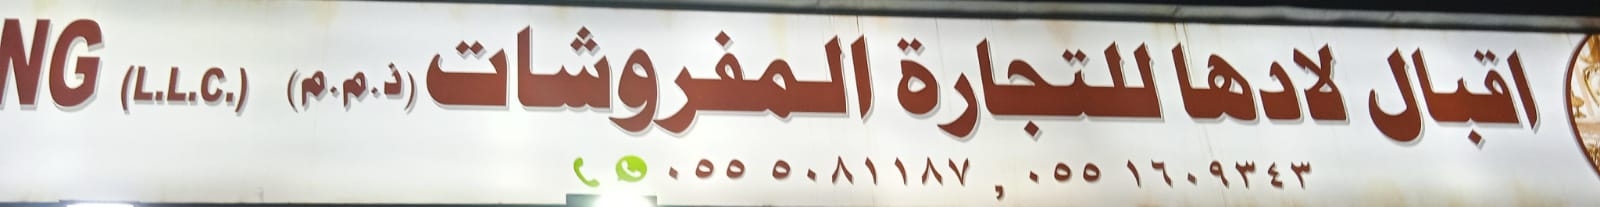 اقبال لادها للتجارة المفروشات (ذ.م.م) NG (L.L.C.)
٠٥٥ ٥٠٨١١٨٧ , ٠٥٥ ١٦٠٩٣٤٣